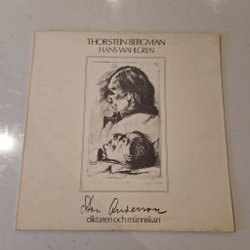 THORSTEIN BERGMAN
HANS WAHLGREN
Dan Andersson
diktaren och människan